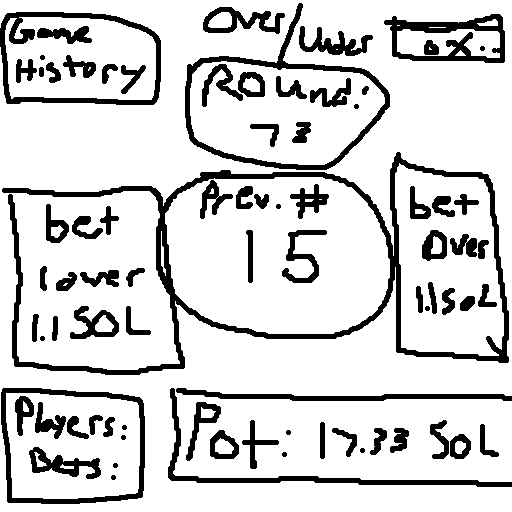 Game
History
Over/Under
ROUnd:
73
bet
lower
1.1 SOL
Prev. #
15
bet
Over
1.1 SOL
Players:
Bets:
Pot: 17.33 SOL